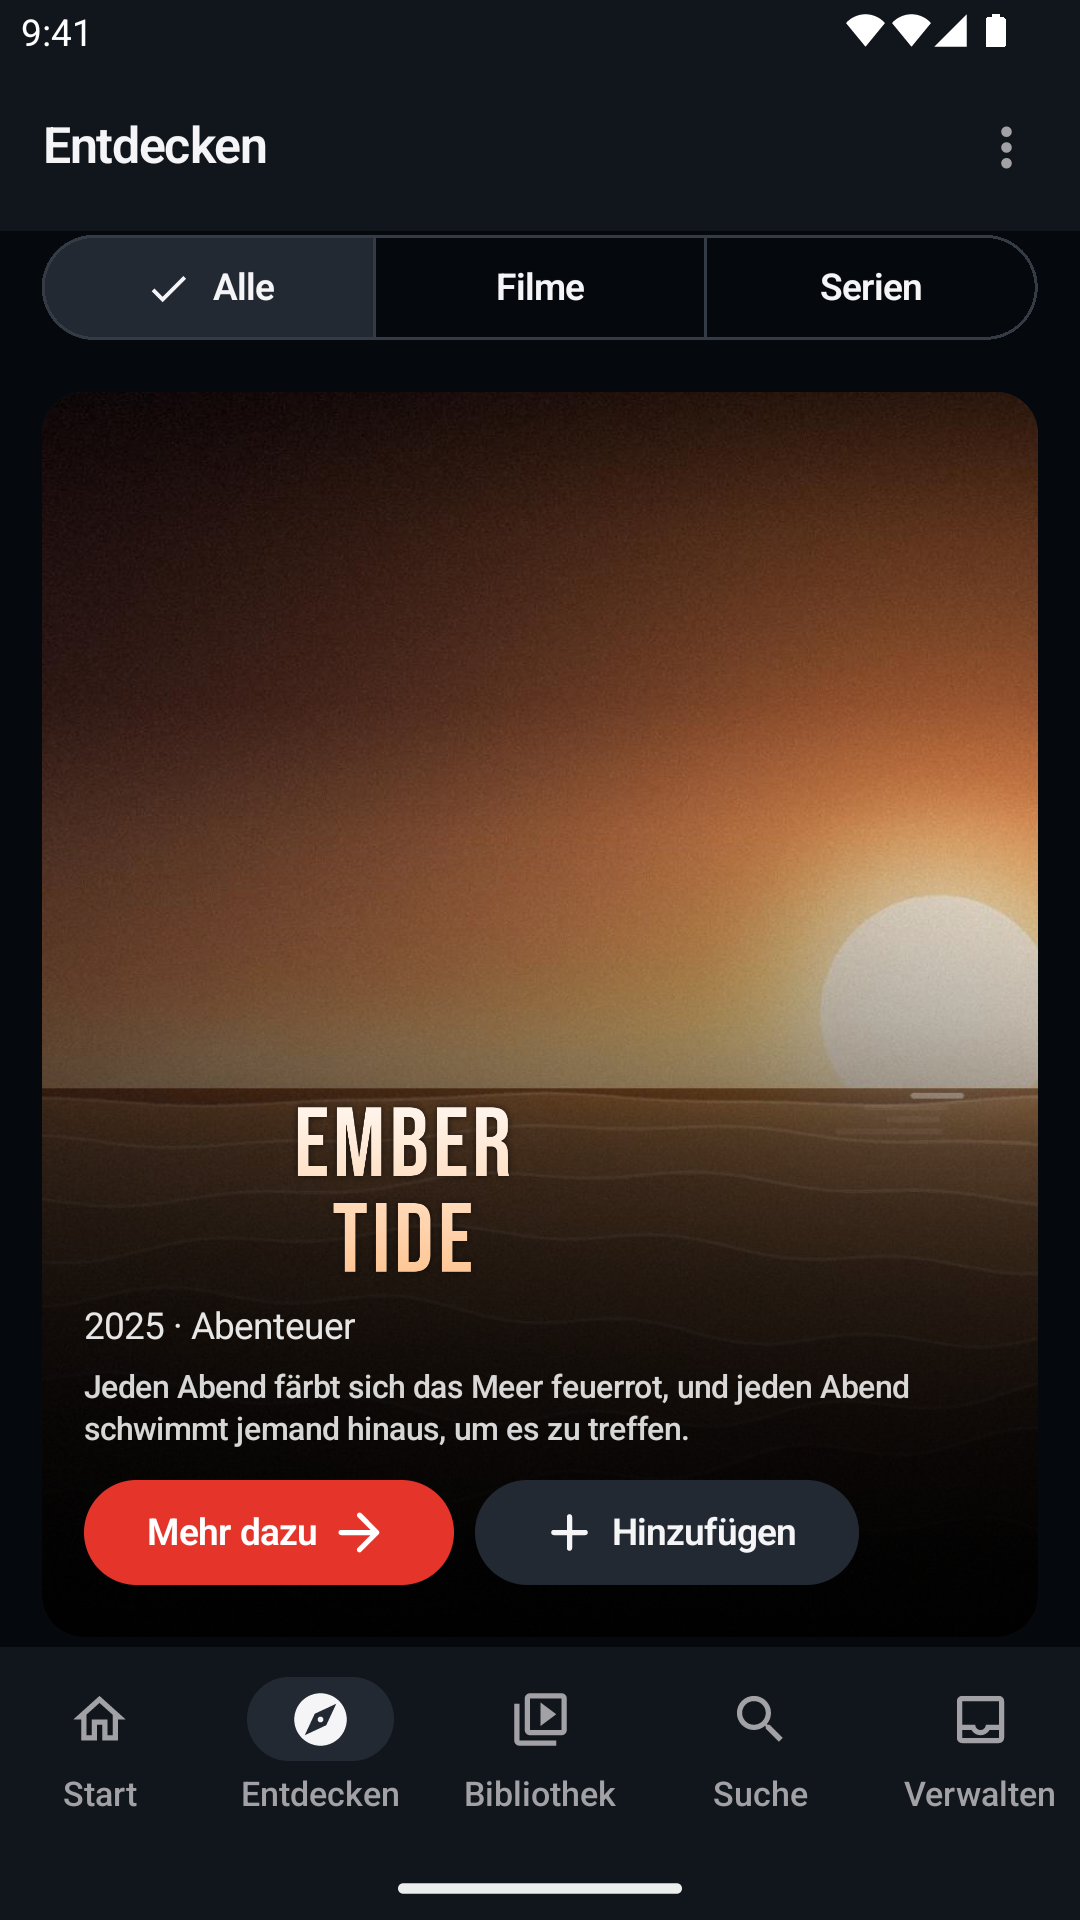 9:41
Entdecken
Alle
Filme
Serien
EMBER
TIDE
2025 · Abenteuer
Jeden Abend färbt sich das Meer feuerrot, und jeden Abend
schwimmt jemand hinaus, um es zu treffen.
Mehr dazu
Hinzufügen
Start
Entdecken
Bibliothek
Suche
Verwalten